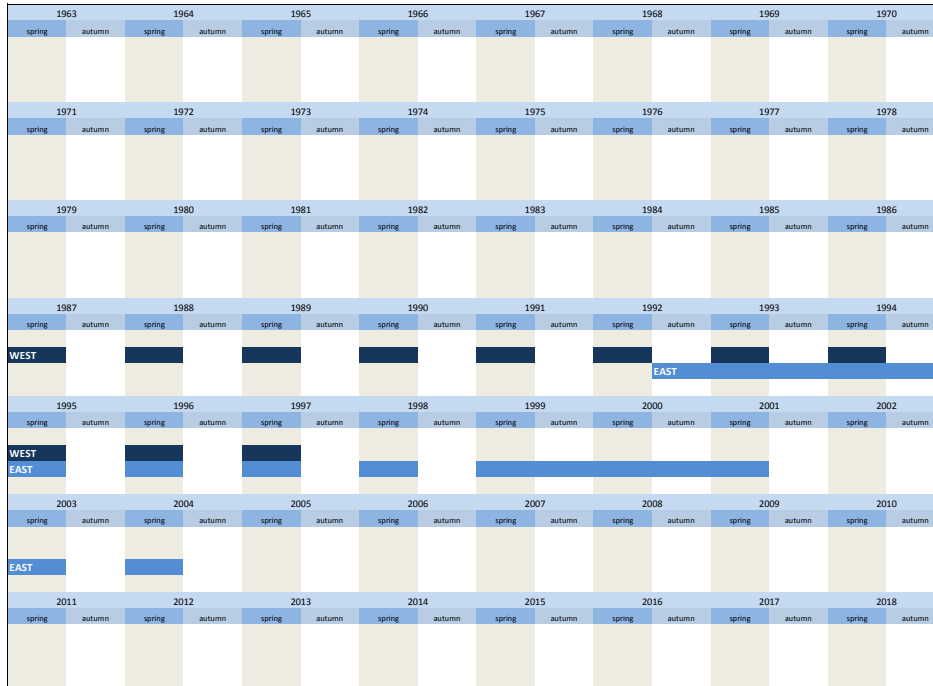 1963 1964 1965 1966 1967 1968 1969 1970
spring autumn spring autumn spring autumn spring autumn spring autumn spring autumn spring autumn spring autumn
1971 1972 1973 1974 1975 1976 1977 1978
spring autumn spring autumn spring autumn spring autumn spring autumn spring autumn spring autumn spring autumn
1979 1980 1981 1982 1983 1984 1985 1986
spring autumn spring autumn spring autumn spring autumn spring autumn spring autumn spring autumn spring autumn
1987 1988 1989 1990 1991 1992 1993 1994
spring autumn spring autumn spring autumn spring autumn spring autumn spring autumn spring autumn spring autumn
WEST
EAST
1995 1996 1997 1998 1999 2000 2001 2002
spring autumn spring autumn spring autumn spring autumn spring autumn spring autumn spring autumn spring autumn
WEST
EAST
2003 2004 2005 2006 2007 2008 2009 2010
spring autumn spring autumn spring autumn spring autumn spring autumn spring autumn spring autumn spring autumn
EAST
2011 2012 2013 2014 2015 2016 2017 2018
spring autumn spring autumn spring autumn spring autumn spring autumn spring autumn spring autumn spring autumn